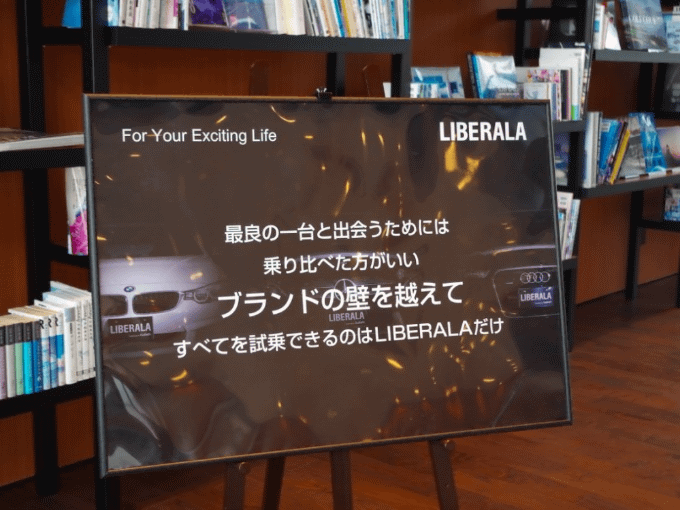 For Your Exciting Life
LIBERALA
最良の一台と出会うためには
乗り比べた方がいい
ブランドの壁を越えて
すべてを試乗できるのはLIBERALAだけ
LIBERALA
LIBERALA
LIBERALA